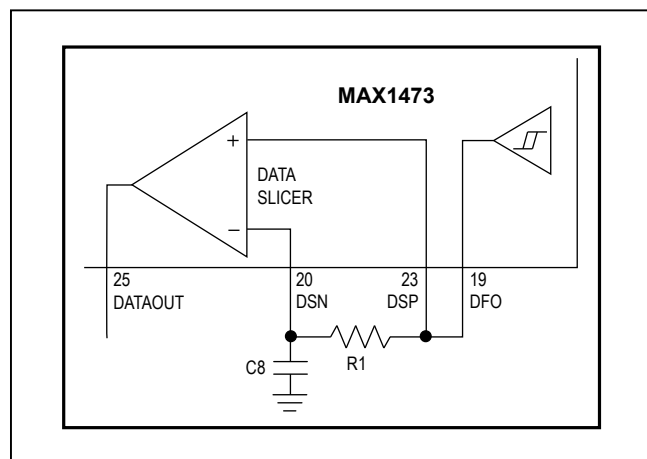 MAX1473
+
DATA
SLICER
−
25
DATAOUT
20
DSN
23
DSP
19
DFO
C8
R1